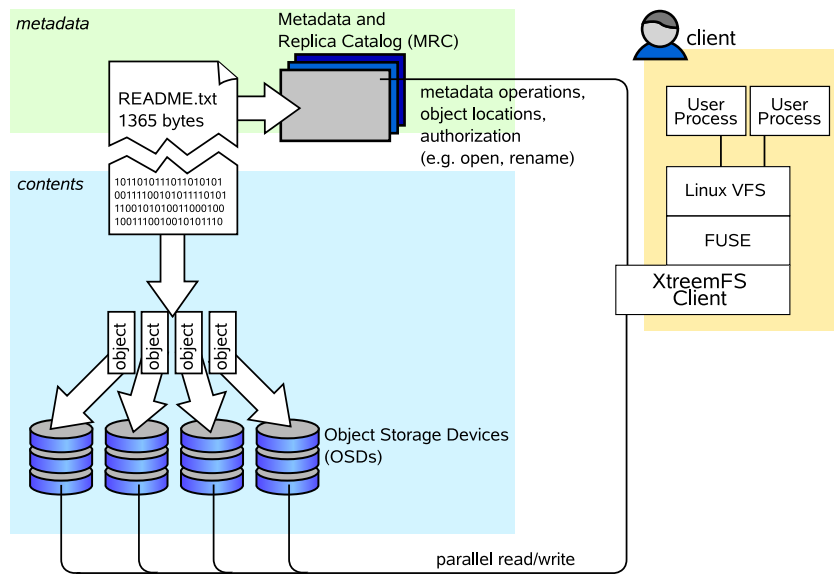 metadata
Metadata and
Replica Catalog (MRC)
README.txt
1365 bytes
metadata operations,
object locations,
authorization
(e.g. open, rename)
client
User
Process
User
Process
Linux VFS
FUSE
XtreemFS
Client
contents
1011010111011010101
0011110010101110101
1100101010011000100
1001110010010101110
object
object
object
object
Object Storage Devices
(OSDs)
parallel read/write